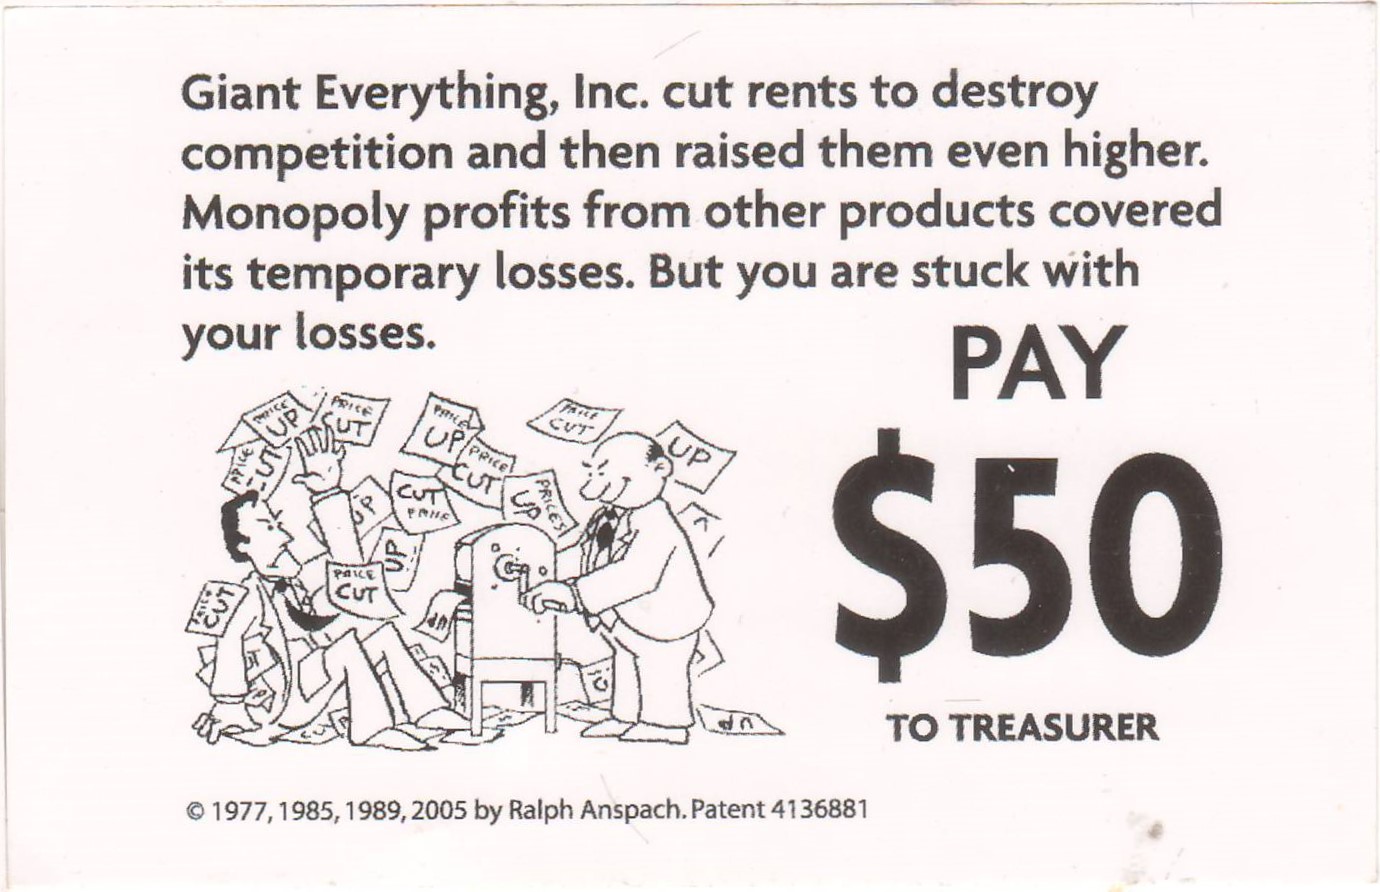 Giant Everything, Inc. cut rents to destroy
competition and then raised them even higher.
Monopoly profits from other products covered
its temporary losses. But you are stuck with
your losses.
PAY
$50
TO TREASURER
PRICE UP
PRICE CUT
PRICE UP
PRICE CUT
UP
PRICE CUT
PRICE CUT
UP
CUT PRICE
PRICES UP
UP
PRICE CUT
PRICE CUT
UP
UP
© 1977, 1985, 1989, 2005 by Ralph Anspach. Patent 4136881